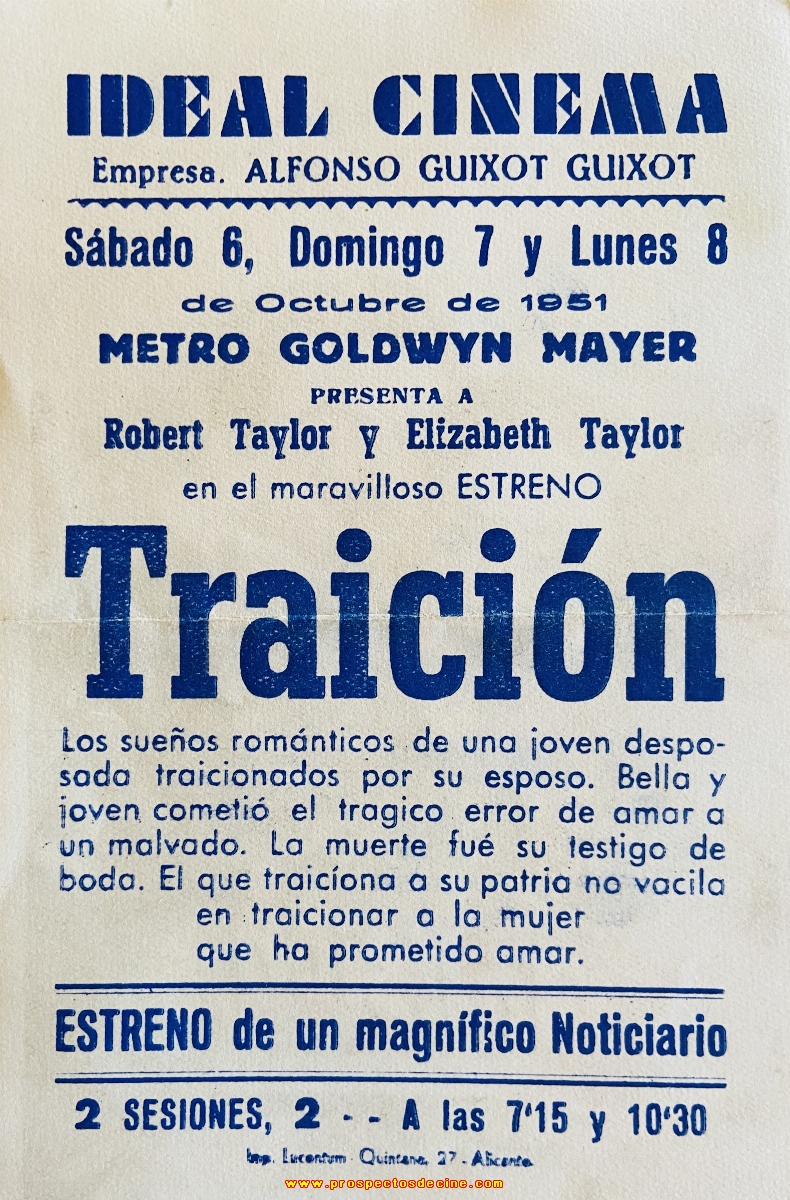 IDEAL CINEMA
Empresa. ALFONSO GUIXOT GUIXOT
Sábado 6, Domingo 7 y Lunes 8
de Octubre de 1951
METRO GOLDWYN MAYER
PRESENTA A
Robert Taylor y Elizabeth Taylor
en el maravilloso ESTRENO
Traición
Los sueños románticos de una joven despo-
sada traicionados por su esposo. Bella y
joven cometió el tragico error de amar a
un malvado. La muerte fué su testigo de
boda. El que traiciona a su patria no vacila
en traicionar a la mujer
que ha prometido amar.
ESTRENO de un magnífico Noticiario
2 SESIONES, 2 - - A las 7'15 y 10'30
Imp. Lucentum - Quintana, 27 - Alicante
www.prospectosdecine.com